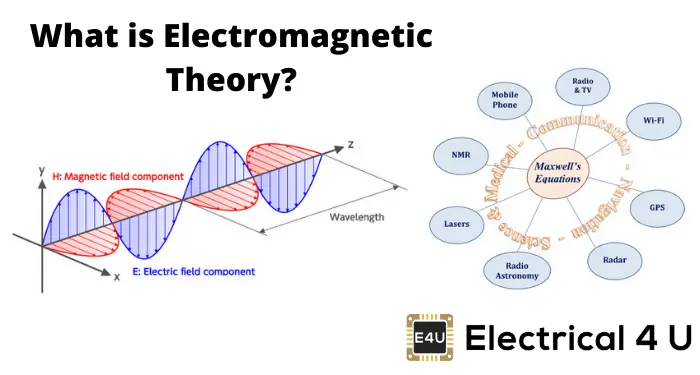 What is Electromagnetic
Theory?
y
H: Magnetic field component
z
Wavelength
x
E: Electric field component
Radio
& TV
Mobile
Phone
Wi-Fi
NMR
Maxwell's
Equations
GPS
Lasers
Radio
Astronomy
Radar
Science & Medical - Communication - Navigation -
E4U
Electrical 4 U